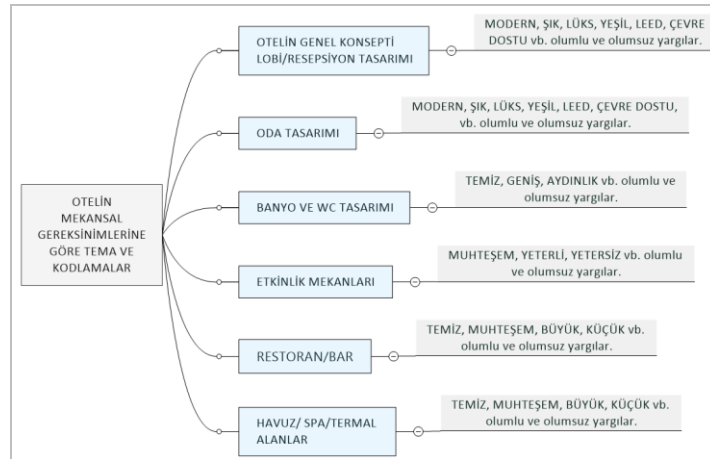 OTELİN
MEKANSAL
GEREKSİNİMLERİNE
GÖRE TEMA VE
KODLAMALAR
OTELİN GENEL KONSEPTİ
LOBİ/RESEPSİYON TASARIMI
MODERN, ŞIK, LÜKS, YEŞİL, LEED, ÇEVRE
DOSTU vb. olumlu ve olumsuz yargılar.
ODA TASARIMI
MODERN, ŞIK, LÜKS, YEŞİL, LEED, ÇEVRE DOSTU,
vb. olumlu ve olumsuz yargılar.
BANYO VE WC TASARIMI
TEMİZ, GENİŞ, AYDINLIK vb. olumlu ve
olumsuz yargılar.
ETKİNLİK MEKANLARI
MUHTEŞEM, YETERLİ, YETERSİZ vb. olumlu
ve olumsuz yargılar.
RESTORAN/BAR
TEMİZ, MUHTEŞEM, BÜYÜK, KÜÇÜK vb.
olumlu ve olumsuz yargılar.
HAVUZ/ SPA/TERMAL
ALANLAR
TEMİZ, MUHTEŞEM, BÜYÜK, KÜÇÜK vb.
olumlu ve olumsuz yargılar.